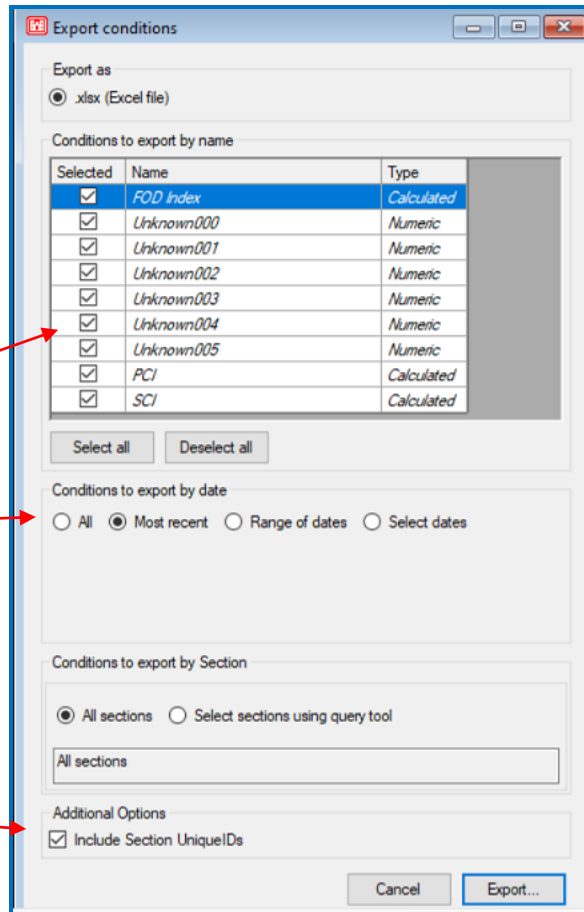 Export conditions
Export as
.xlsx (Excel file)
Conditions to export by name
Selected Name Type
FOD Index Calculated
Unknown000 Numeric
Unknown001 Numeric
Unknown002 Numeric
Unknown003 Numeric
Unknown004 Numeric
Unknown005 Numeric
PCI Calculated
SCI Calculated
Select all Deselect all
Conditions to export by date
All Most recent Range of dates Select dates
Conditions to export by Section
All sections Select sections using query tool
All sections
Additional Options
Include Section UniqueIDs
Cancel Export...